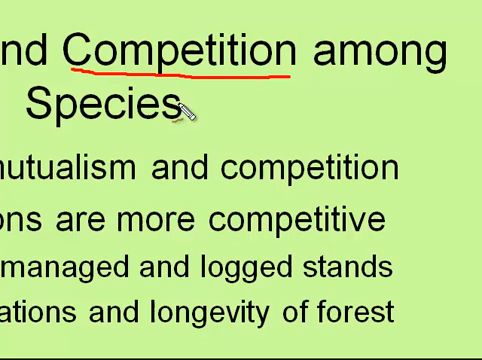 nd Competition among
Species
mutualism and competition
ons are more competitive
managed and logged stands
ations and longevity of forest